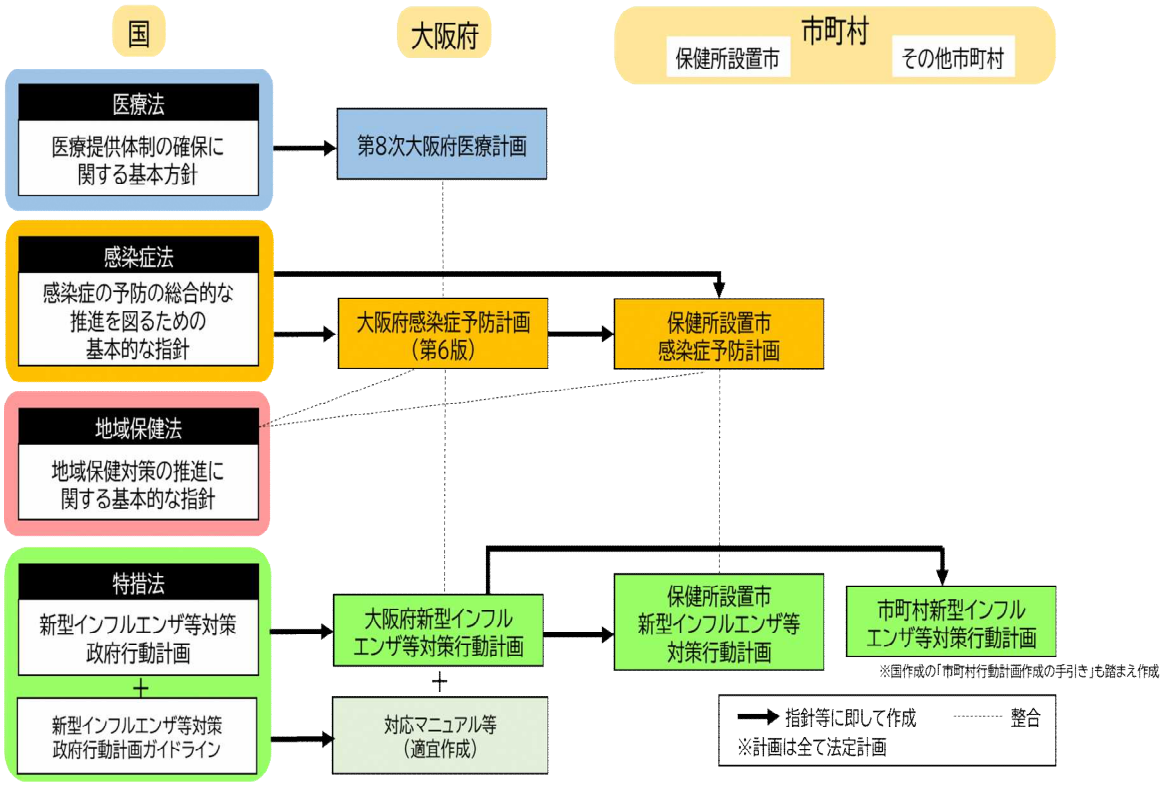 国
大阪府
市町村
保健所設置市
その他市町村
医療法
医療提供体制の確保に
関する基本方針
第8次大阪府医療計画
感染症法
感染症の予防の総合的な
推進を図るための
基本的な指針
大阪府感染症予防計画
(第6版)
保健所設置市
感染症予防計画
地域保健法
地域保健対策の推進に
関する基本的な指針
特措法
新型インフルエンザ等対策
政府行動計画
+
新型インフルエンザ等対策
政府行動計画ガイドライン
大阪府新型インフル
エンザ等対策行動計画
+
対応マニュアル等
(適宜作成)
保健所設置市
新型インフルエンザ等
対策行動計画
市町村新型インフル
エンザ等対策行動計画
※国作成の「市町村行動計画作成の手引き」も踏まえ作成
指針等に即して作成
整合
※計画は全て法定計画